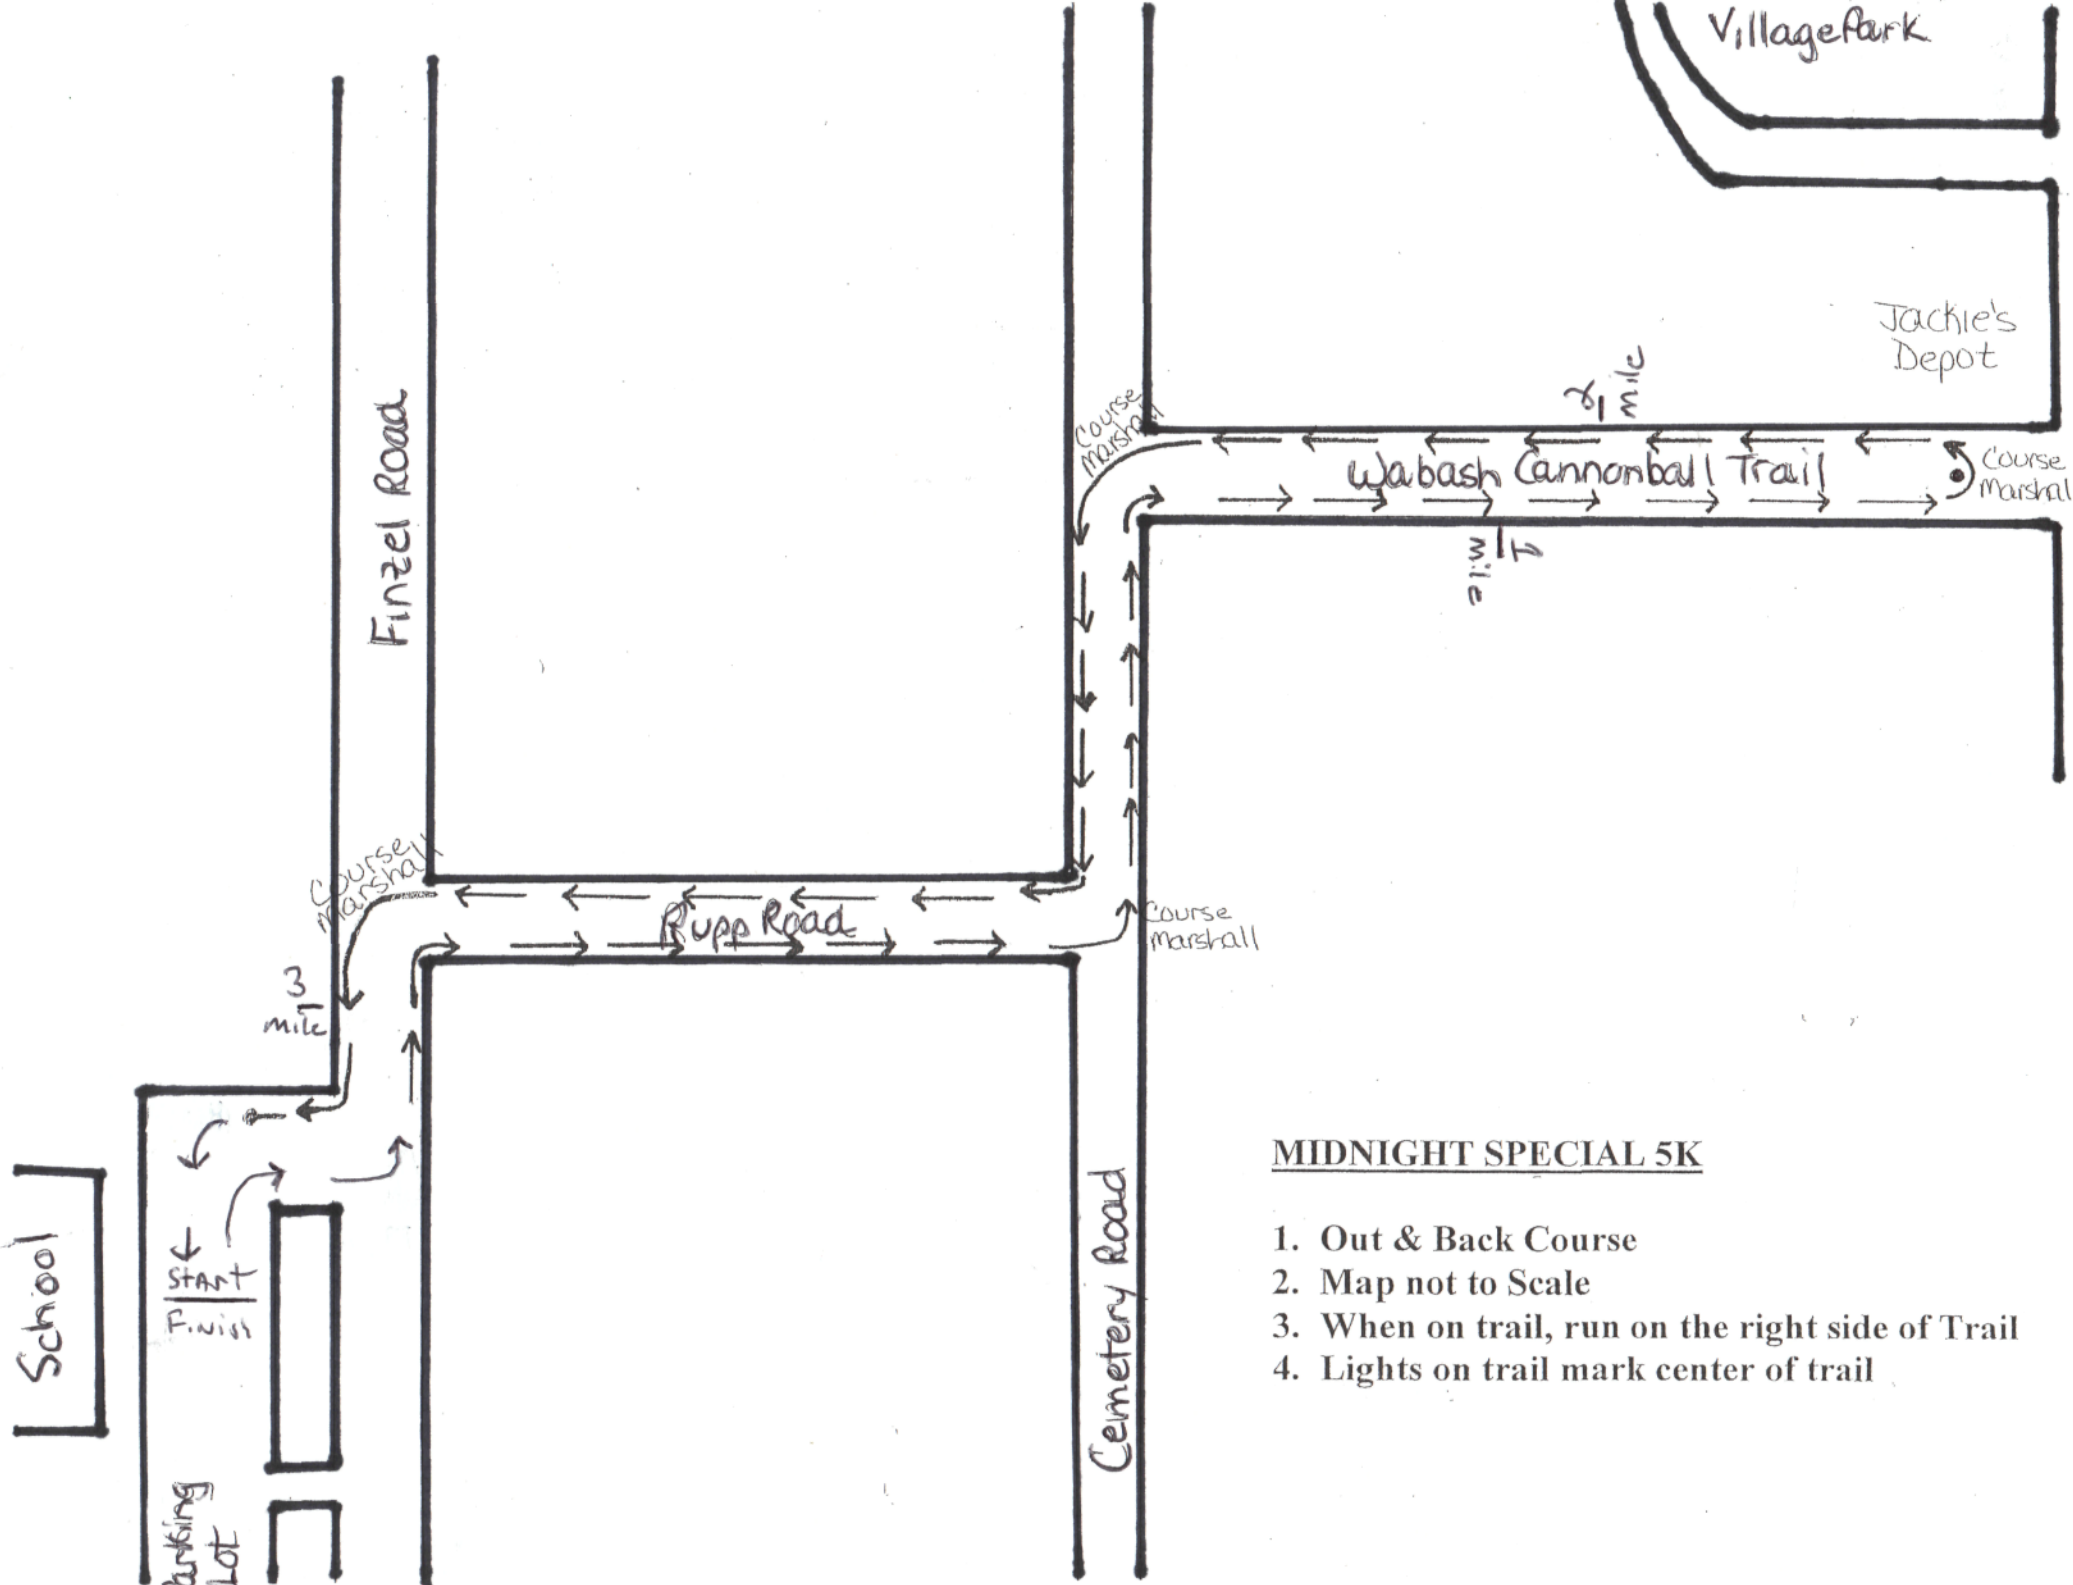 VillagePark
Jackie's
Depot
2
mile
Course
Marshall
Wabash Cannonball Trail
Course
Marshal
1
mile
Finzel Road
Course
Marshall
Rupp Road
Course
Marshall
3
mile
MIDNIGHT SPECIAL 5K
1. Out & Back Course
2. Map not to Scale
3. When on trail, run on the right side of Trail
4. Lights on trail mark center of trail
Cemetery Road
START
Finish
School
Parking
Lot